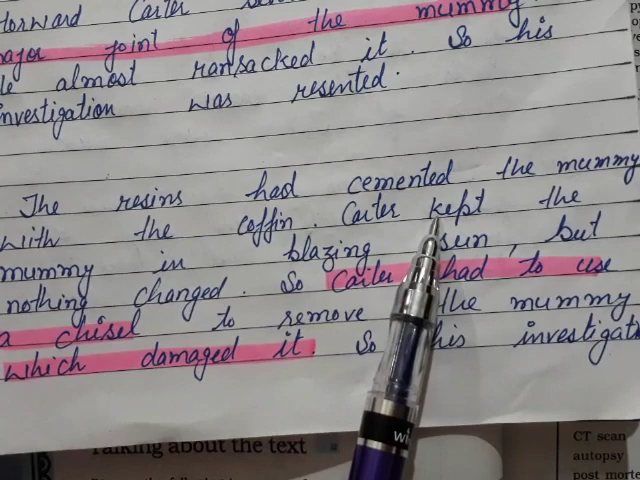 forward Carter
major joint of the mummy.
He almost ransacked it. So his
investigation was resented.
The resins had cemented the mummy
with the coffin. Carter kept the
mummy in blazing sun, but
nothing changed. So Carter had to use
a chisel to remove the mummy
which damaged it. So his investigati
wi
Talking about the text
CT scan
autopsy
post morte